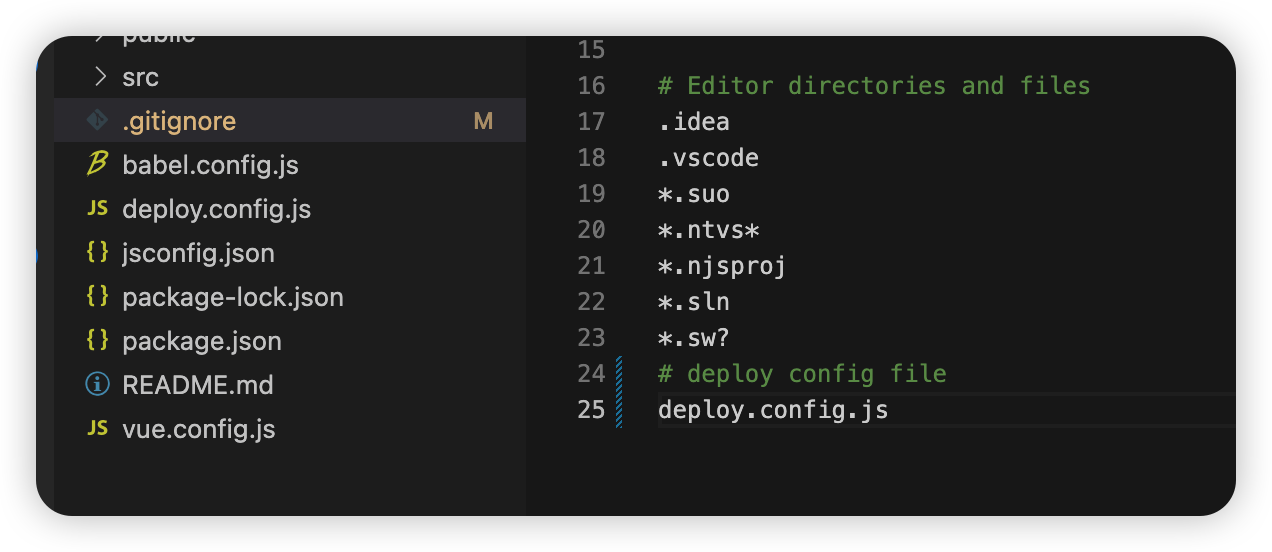 public
src
.gitignore M
babel.config.js
JS deploy.config.js
{} jsconfig.json
{} package-lock.json
{} package.json
README.md
JS vue.config.js
15
16 # Editor directories and files
17 .idea
18 .vscode
19 *.suo
20 *.ntvs*
21 *.njsproj
22 *.sln
23 *.sw?
24 # deploy config file
25 deploy.config.js